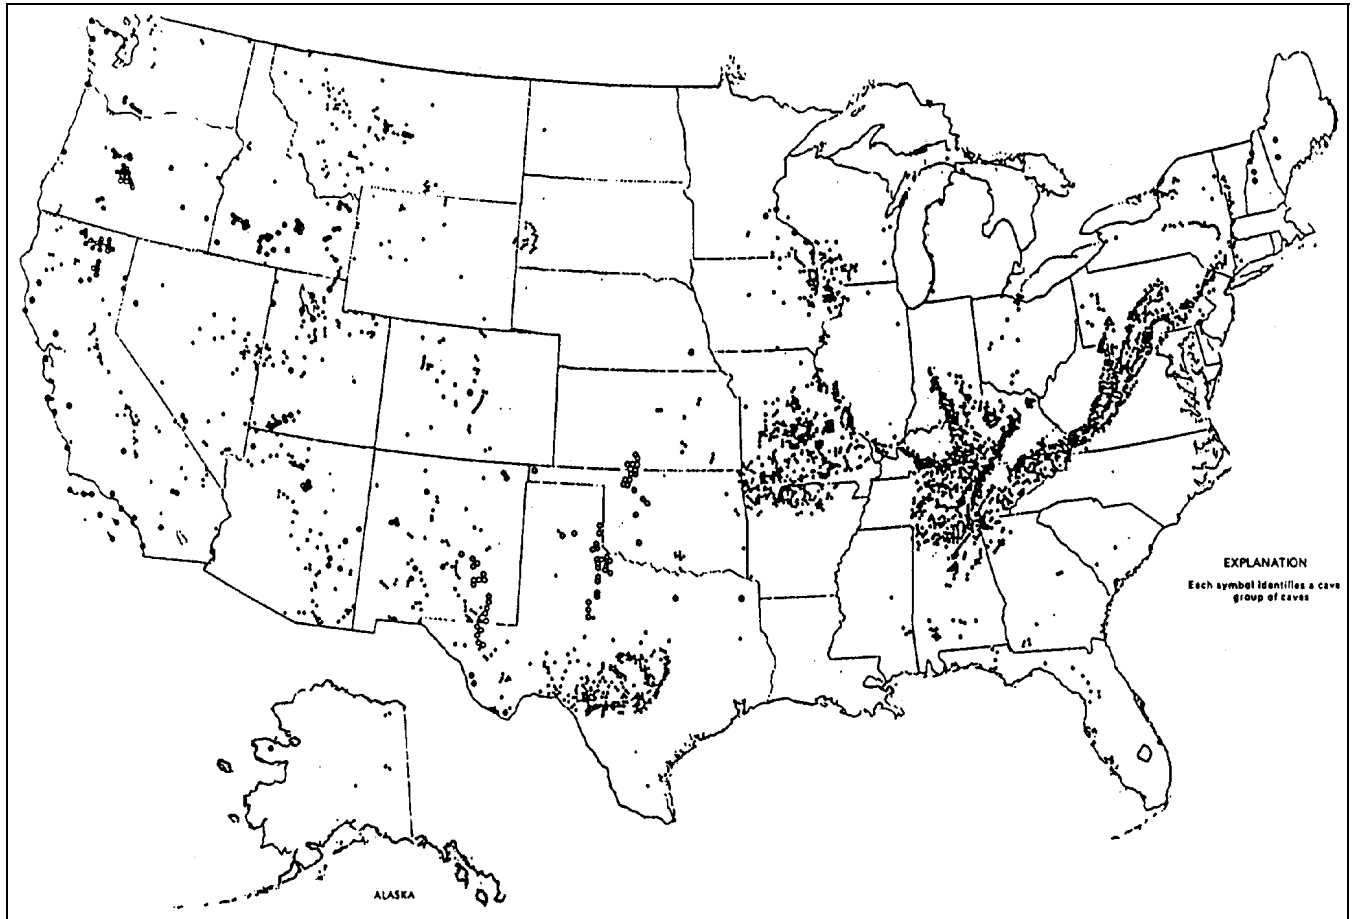 EXPLANATION
Each symbol identifies a cave
group of caves
ALASKA